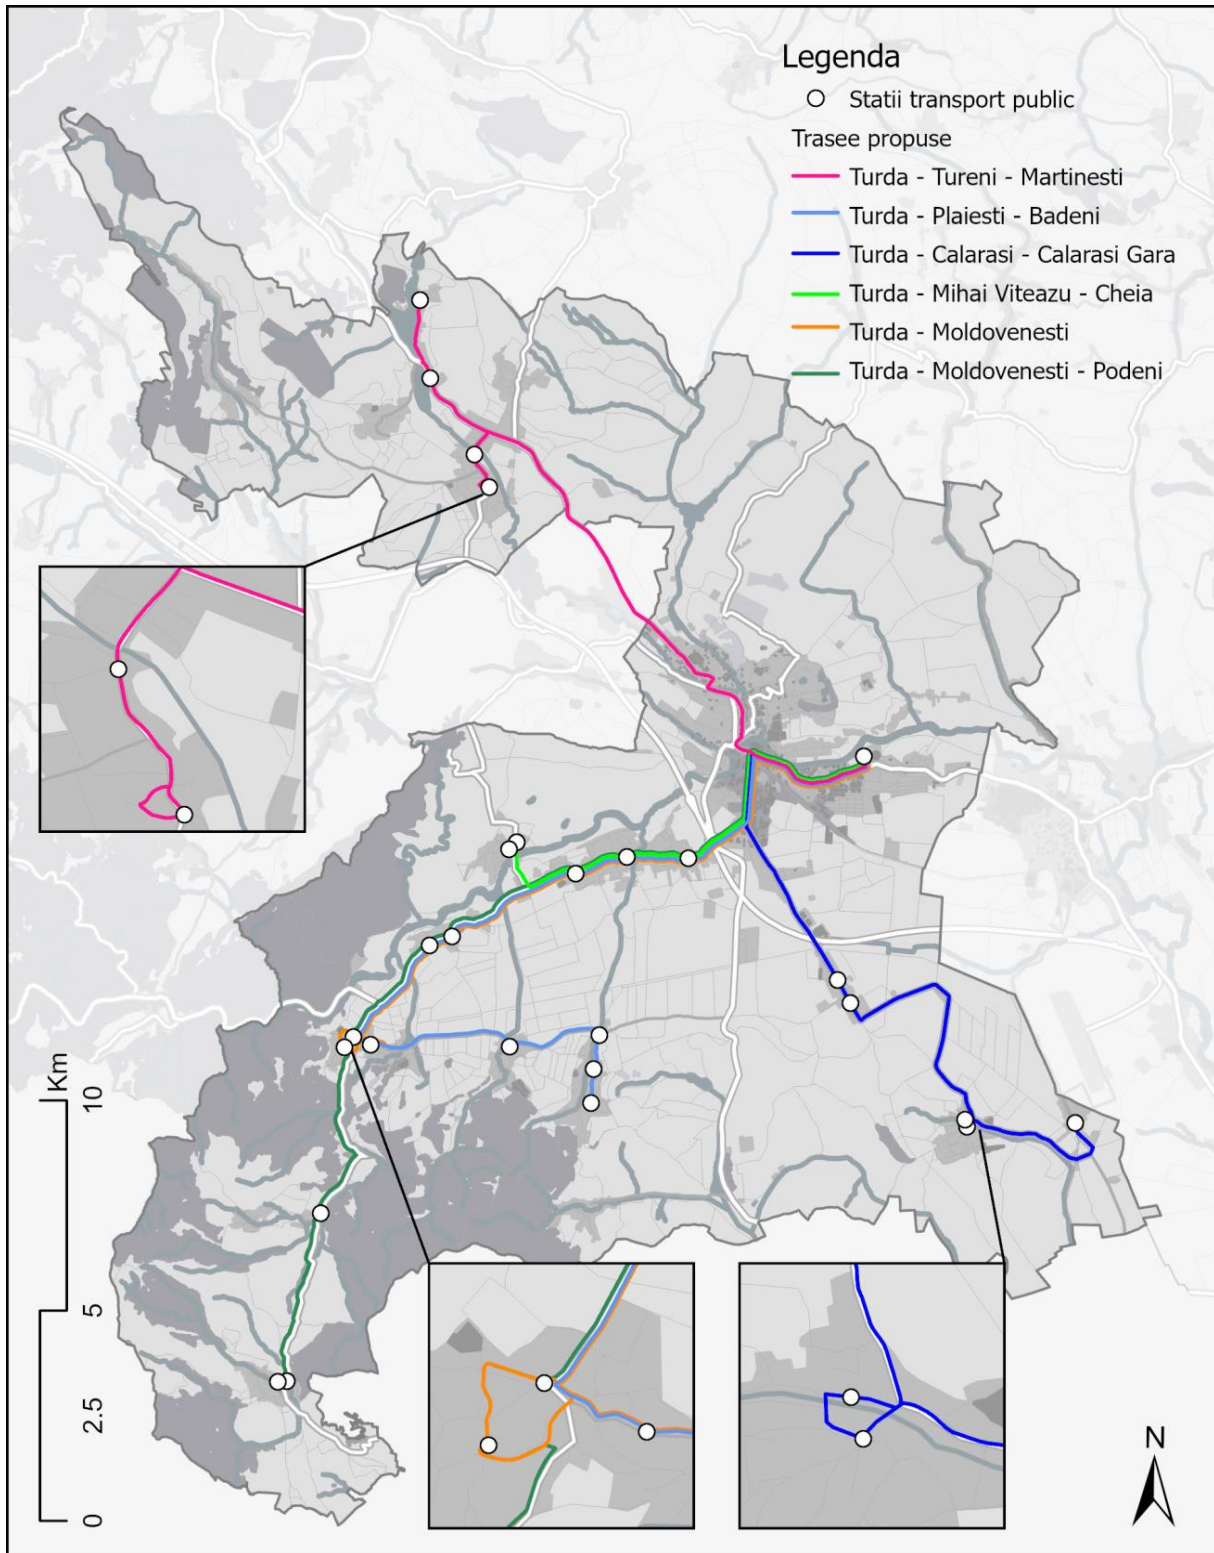 Legenda
Statii transport public
Trasee propuse
Turda - Tureni - Martinesti
Turda - Plaiesti - Badeni
Turda - Calarasi - Calarasi Gara
Turda - Mihai Viteazu - Cheia
Turda - Moldovenesti
Turda - Moldovenesti - Podeni
Km
10
5
2.5
0
N